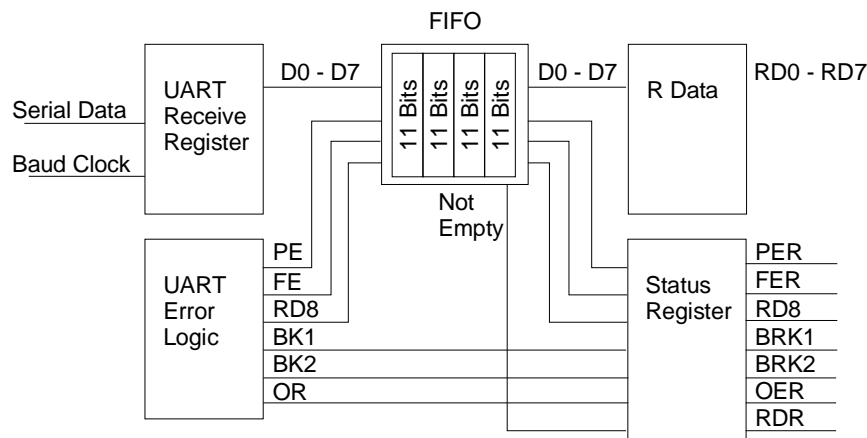 FIFO
UART
Receive
Register
D0 - D7
11 Bits
11 Bits
11 Bits
11 Bits
D0 - D7
R Data
RD0 - RD7
Serial Data
Baud Clock
Not
Empty
UART
Error
Logic
PE
FE
RD8
BK1
BK2
OR
Status
Register
PER
FER
RD8
BRK1
BRK2
OER
RDR